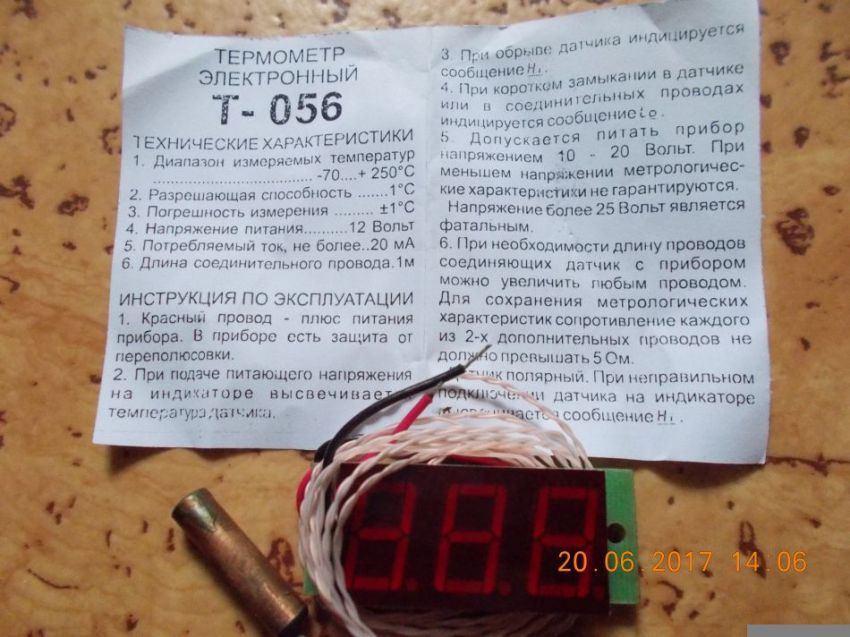 ТЕРМОМЕТР
ЭЛЕКТРОННЫЙ
Т- 056
ТЕХНИЧЕСКИЕ ХАРАКТЕРИСТИКИ
1. Диапазон измеряемых температур
................................ -70....+ 250°С
2. Разрешающая способность .......1°С
3. Погрешность измерения ......... ±1°С
4. Напряжение питания............12 Вольт
5. Потребляемый ток, не более..20 мА
6. Длина соединительного провода.1м
ИНСТРУКЦИЯ ПО ЭКСПЛУАТАЦИИ
1. Красный провод - плюс питания
прибора. В приборе есть защита от
переполюсовки.
2. При подаче питающего напряжения
на индикаторе высвечивается
температура датчика.
3. При обрыве датчика индицируется
сообщение Hi.
4. При коротком замыкании в датчике
или в соединительных проводах
индицируется сообщение Lo.
5. Допускается питать прибор
напряжением 10 - 20 Вольт. При
меньшем напряжении метрологичес-
кие характеристики не гарантируются.
Напряжение более 25 Вольт является
фатальным.
6. При необходимости длину проводов
соединяющих датчик с прибором
можно увеличить любым проводом.
Для сохранения метрологических
характеристик сопротивление каждого
из 2-х дополнительных проводов не
должно превышать 5 Ом.
полярный. При неправильном
подключении датчика на индикаторе
сообщение Hi.
8.8.8.
20.06.2017 14:06